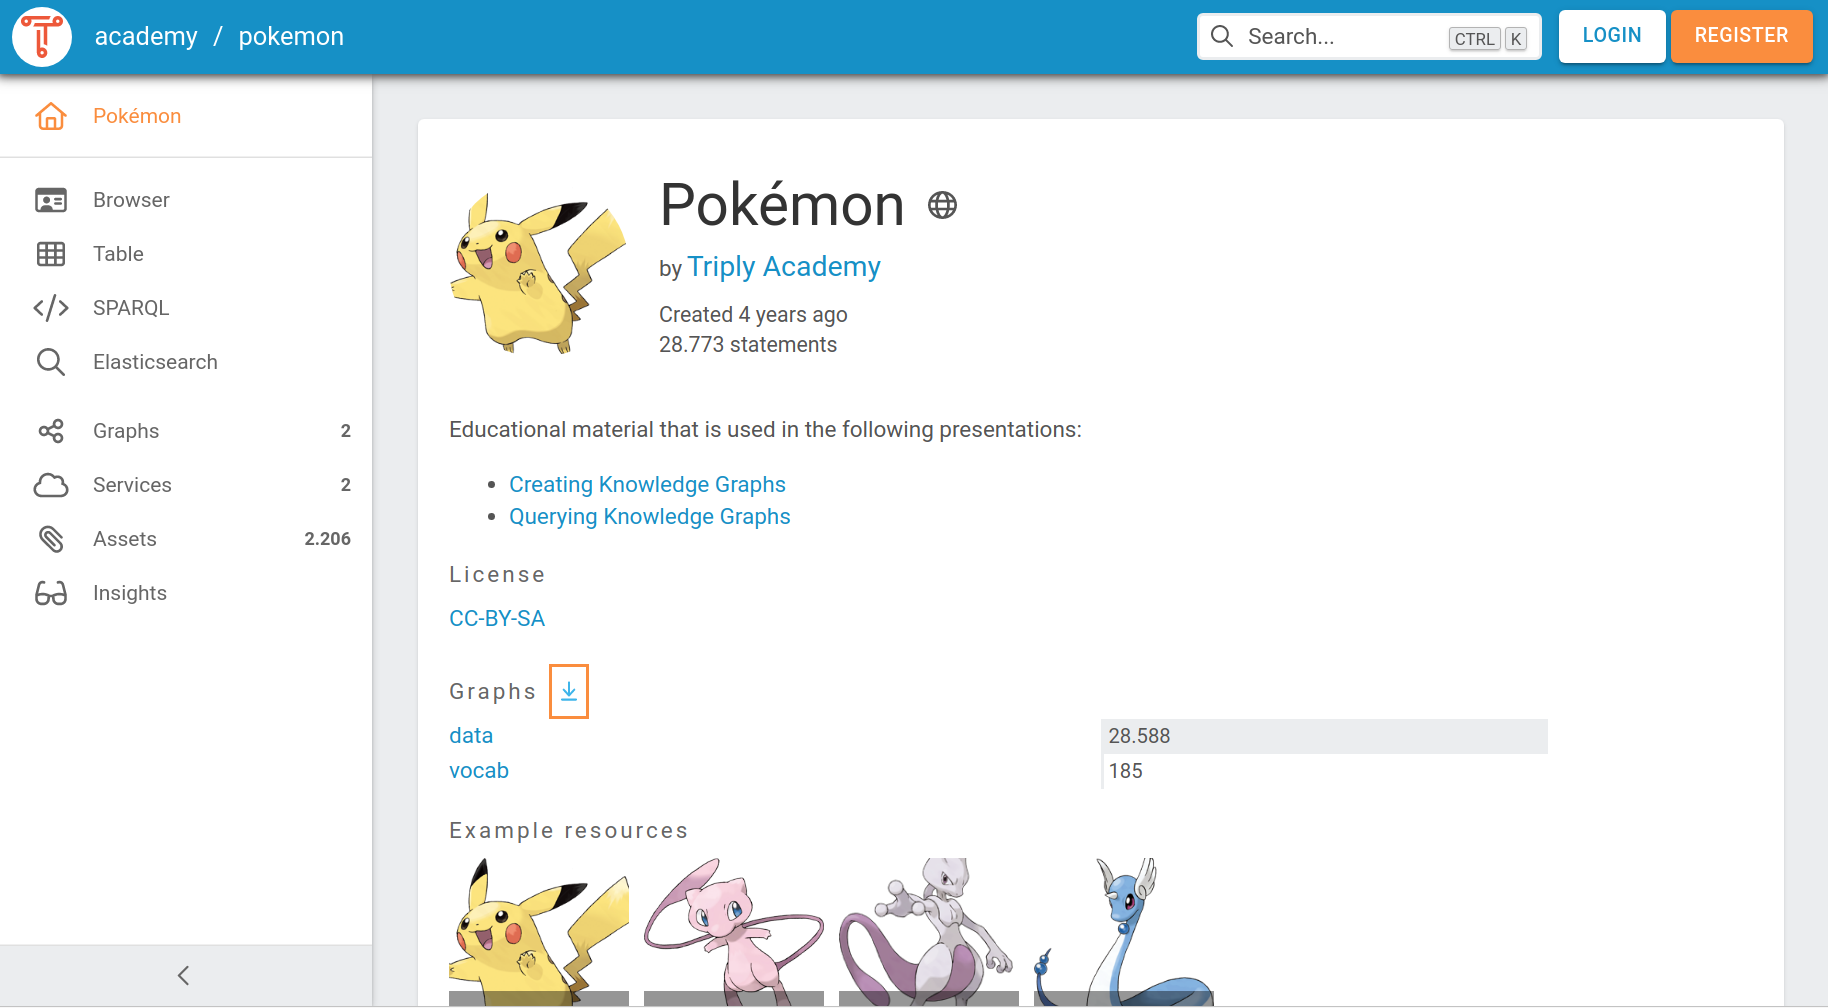 academy / pokemon
Search...
CTRL K
LOGIN
REGISTER
Pokémon
Browser
Table
SPARQL
Elasticsearch
Graphs 2
Services 2
Assets 2.206
Insights
Pokémon
by Triply Academy
Created 4 years ago
28.773 statements
Educational material that is used in the following presentations:
Creating Knowledge Graphs
Querying Knowledge Graphs
License
CC-BY-SA
Graphs
data 28.588
vocab 185
Example resources